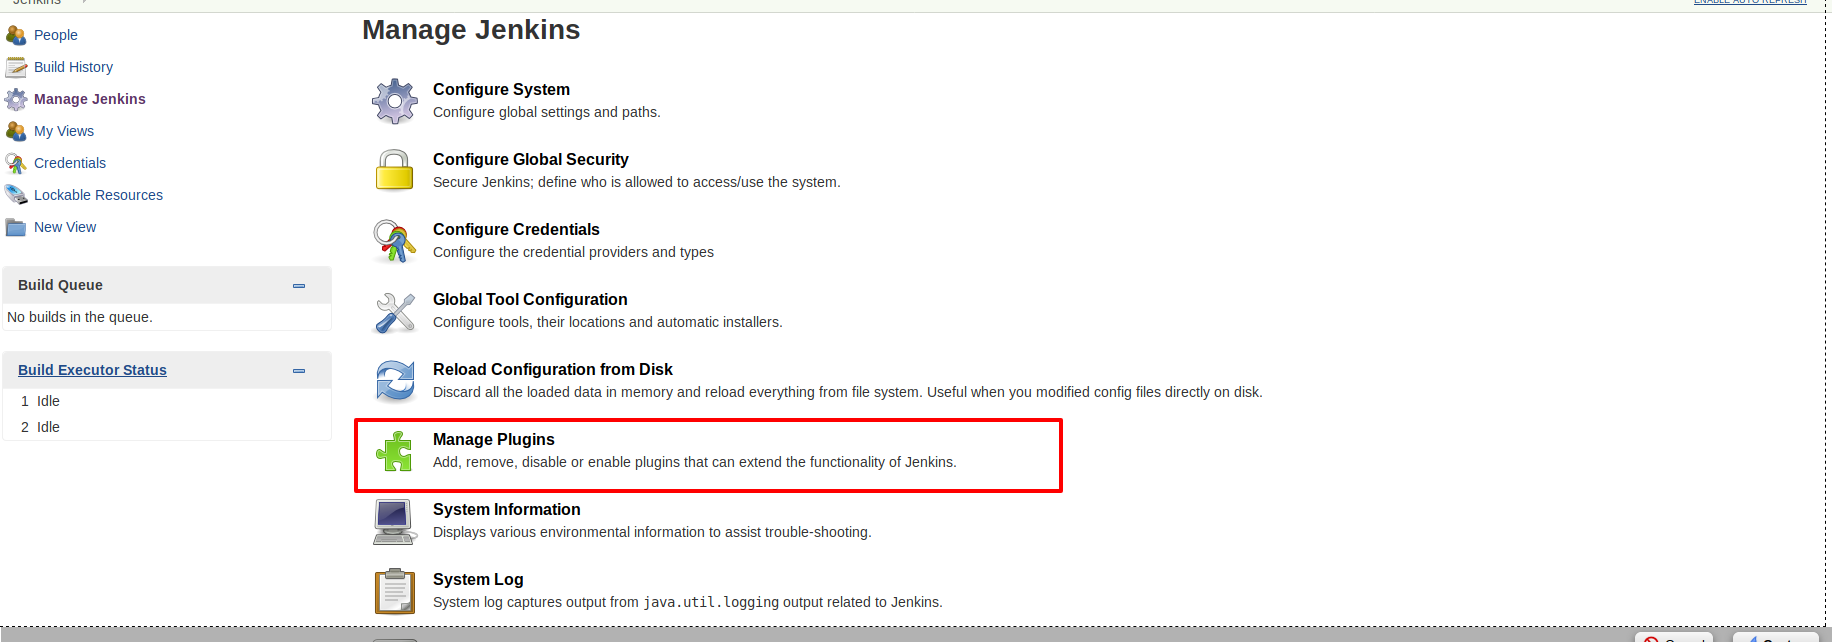 Jenkins
ENABLE AUTO REFRESH
People
Build History
Manage Jenkins
My Views
Credentials
Lockable Resources
New View
Build Queue
No builds in the queue.
Build Executor Status
1 Idle
2 Idle
Manage Jenkins
Configure System
Configure global settings and paths.
Configure Global Security
Secure Jenkins; define who is allowed to access/use the system.
Configure Credentials
Configure the credential providers and types
Global Tool Configuration
Configure tools, their locations and automatic installers.
Reload Configuration from Disk
Discard all the loaded data in memory and reload everything from file system. Useful when you modified config files directly on disk.
Manage Plugins
Add, remove, disable or enable plugins that can extend the functionality of Jenkins.
System Information
Displays various environmental information to assist trouble-shooting.
System Log
System log captures output from java.util.logging output related to Jenkins.